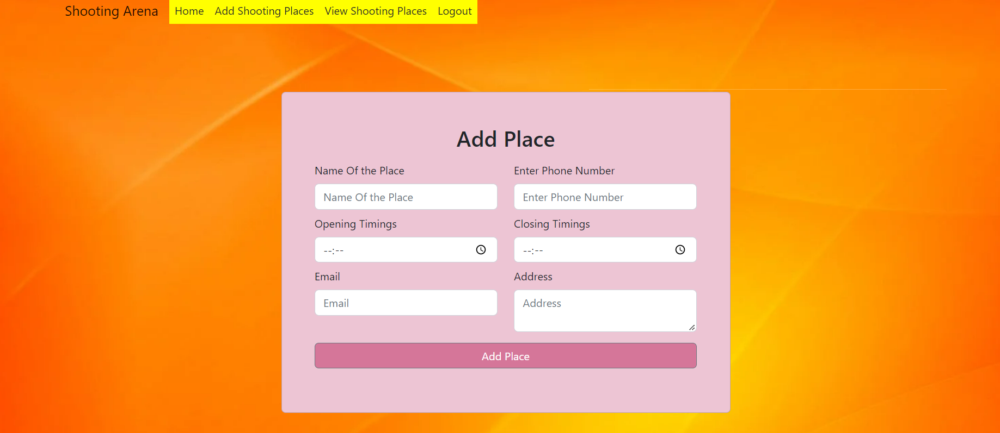 Shooting Arena Home Add Shooting Places View Shooting Places Logout
Add Place
Name Of the Place Enter Phone Number
Name Of the Place Enter Phone Number
Opening Timings Closing Timings
--:-- --:--
Email Address
Email Address
Add Place